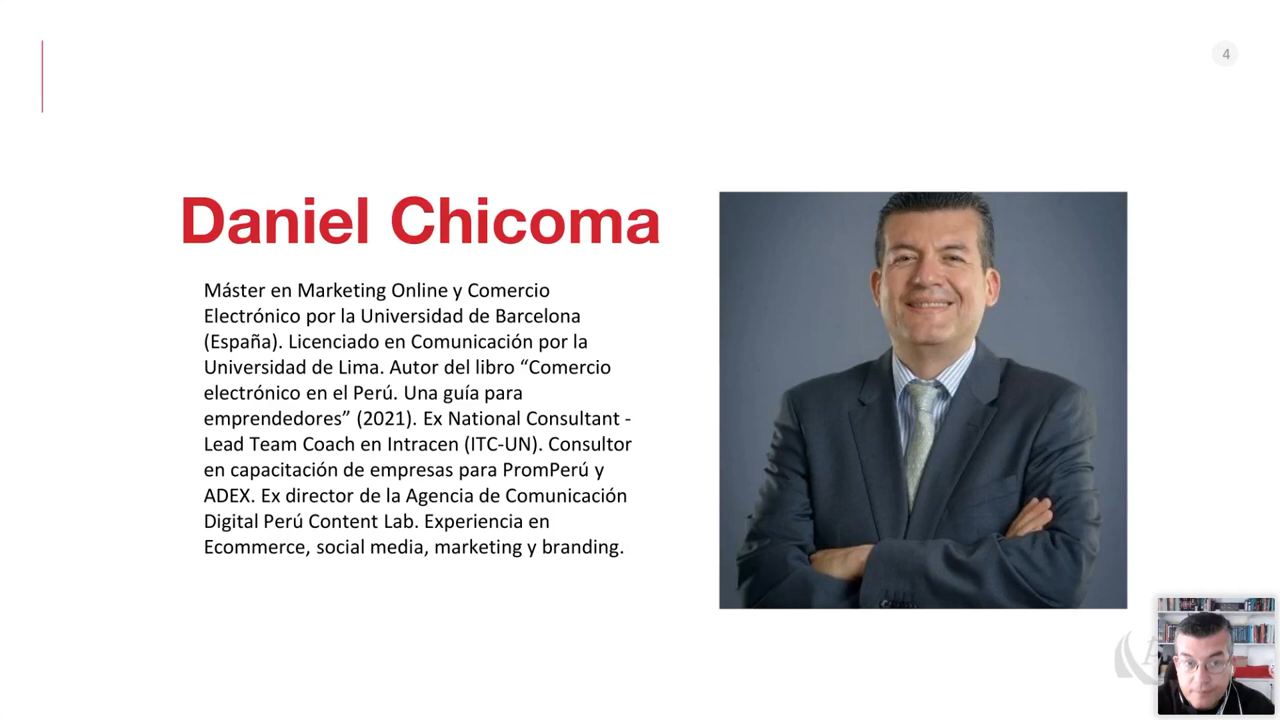 4
Daniel Chicoma
Máster en Marketing Online y Comercio
Electrónico por la Universidad de Barcelona
(España). Licenciado en Comunicación por la
Universidad de Lima. Autor del libro “Comercio
electrónico en el Perú. Una guía para
emprendedores” (2021). Ex National Consultant -
Lead Team Coach en Intracen (ITC-UN). Consultor
en capacitación de empresas para PromPerú y
ADEX. Ex director de la Agencia de Comunicación
Digital Perú Content Lab. Experiencia en
Ecommerce, social media, marketing y branding.